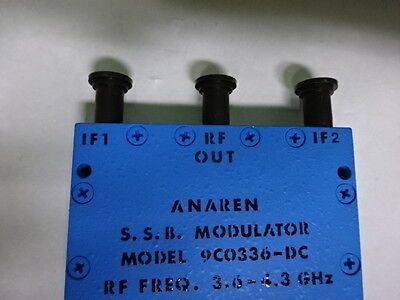 IF1 RF IF2
OUT
ANAREN
S.S.B. MODULATOR
MODEL 9C0336-DC
RF FREQ. 3.6-4.3 GHz